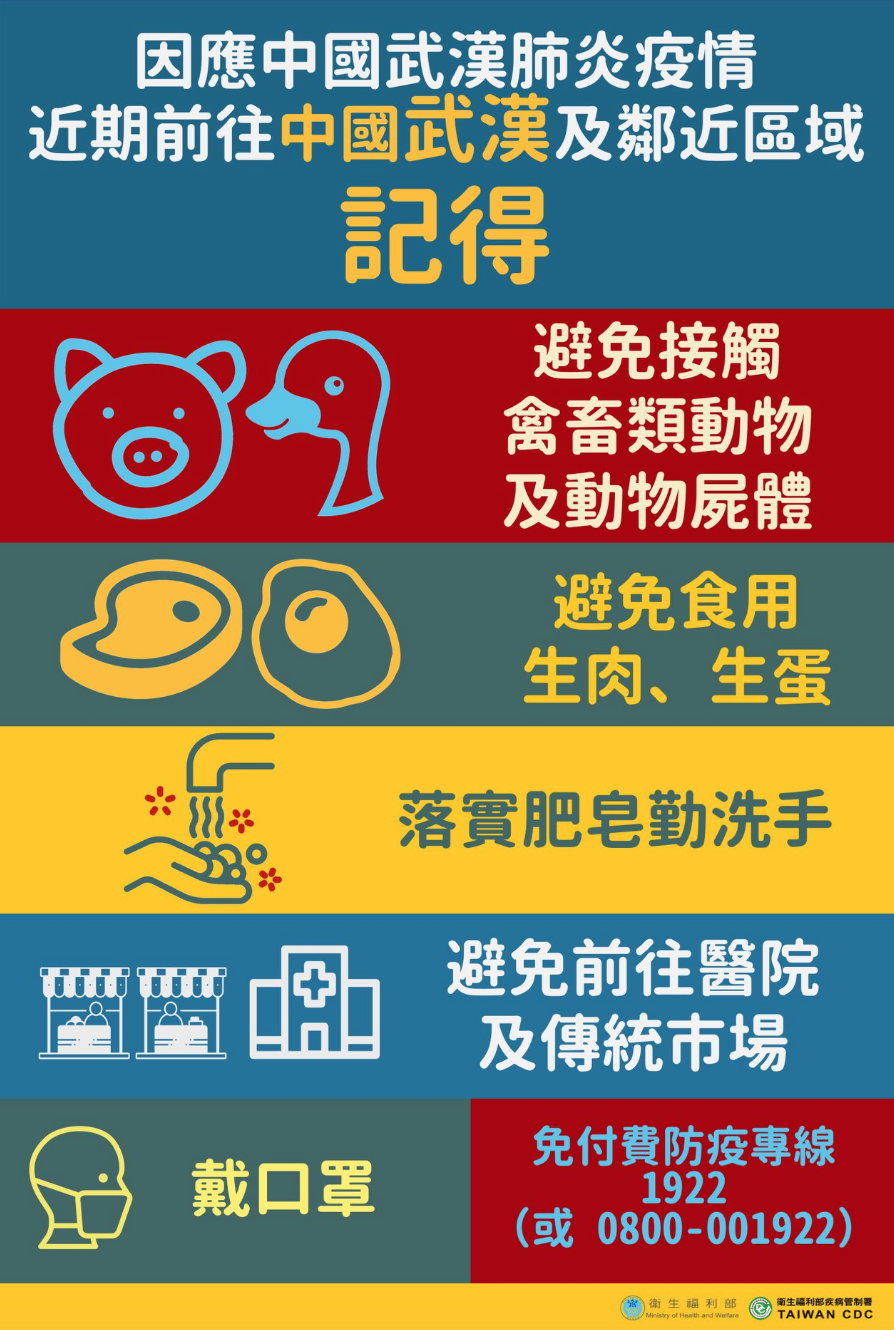 因應中國武漢肺炎疫情
近期前往中國武漢及鄰近區域
記得
避免接觸
禽畜類動物
及動物屍體
避免食用
生肉、生蛋
落實肥皂勤洗手
避免前往醫院
及傳統市場
戴口罩
免付費防疫專線
1922
(或 0800-001922)
衛生福利部
Ministry of Health and Welfare
衛生福利部疾病管制署
TAIWAN CDC